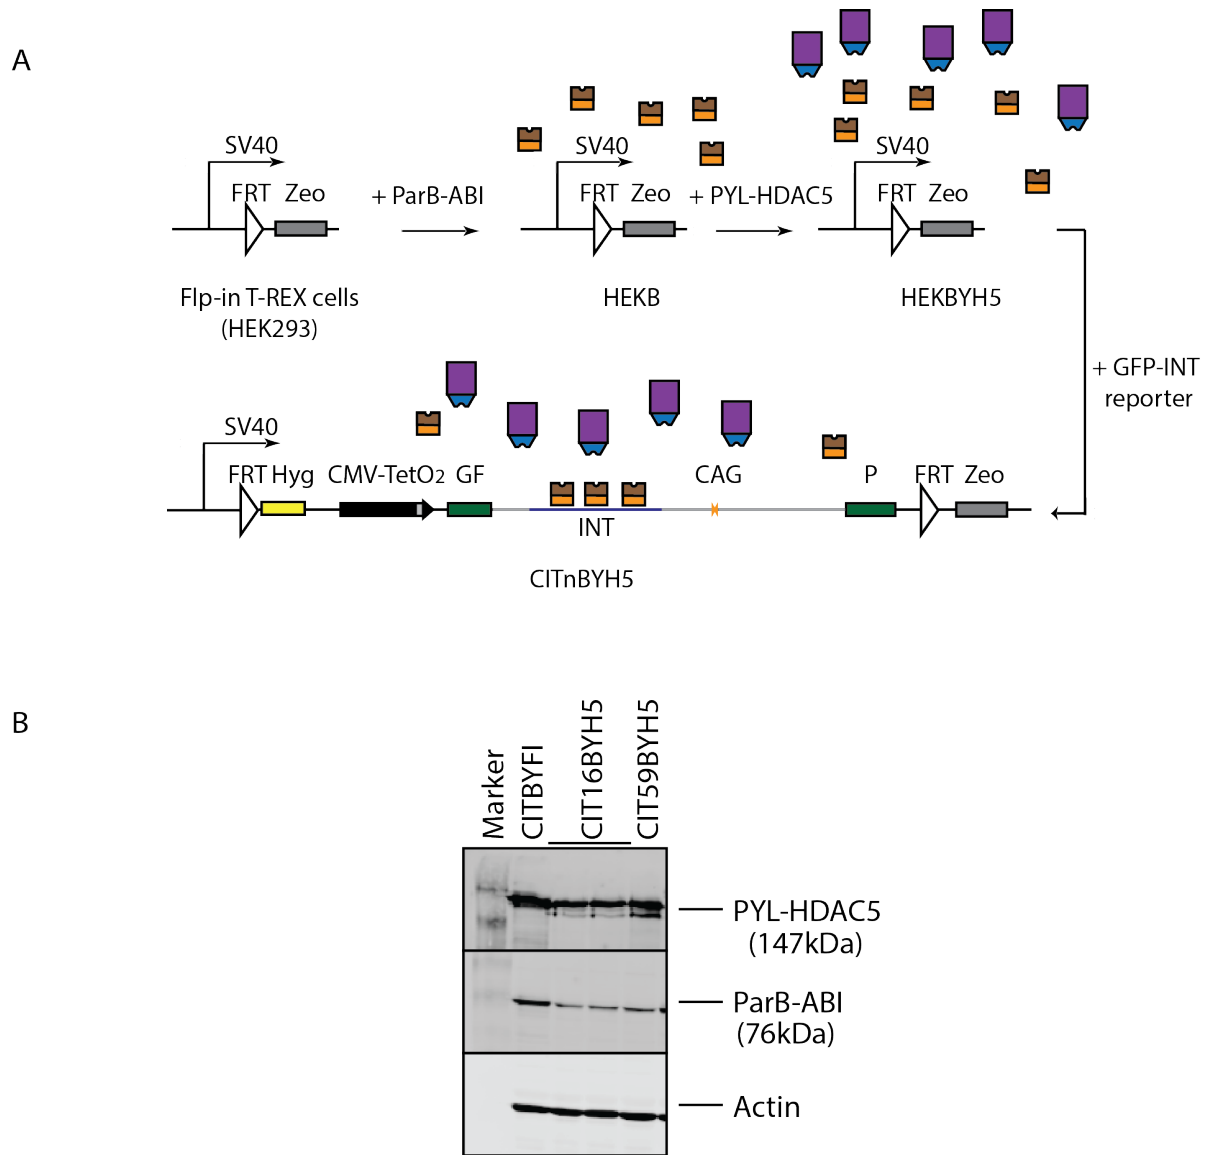 A
SV40
FRT Zeo
+ ParB-ABI
SV40
FRT Zeo
+ PYL-HDAC5
SV40
FRT Zeo
Flp-in T-REX cells
(HEK293)
HEKB
HEKBYH5
+ GFP-INT
reporter
SV40
FRT Hyg CMV-TetO2 GF CAG P FRT Zeo
INT
CITnBYH5
B
Marker
CITBYFI
CIT16BYH5
CIT59BYH5
PYL-HDAC5
(147kDa)
ParB-ABI
(76kDa)
Actin